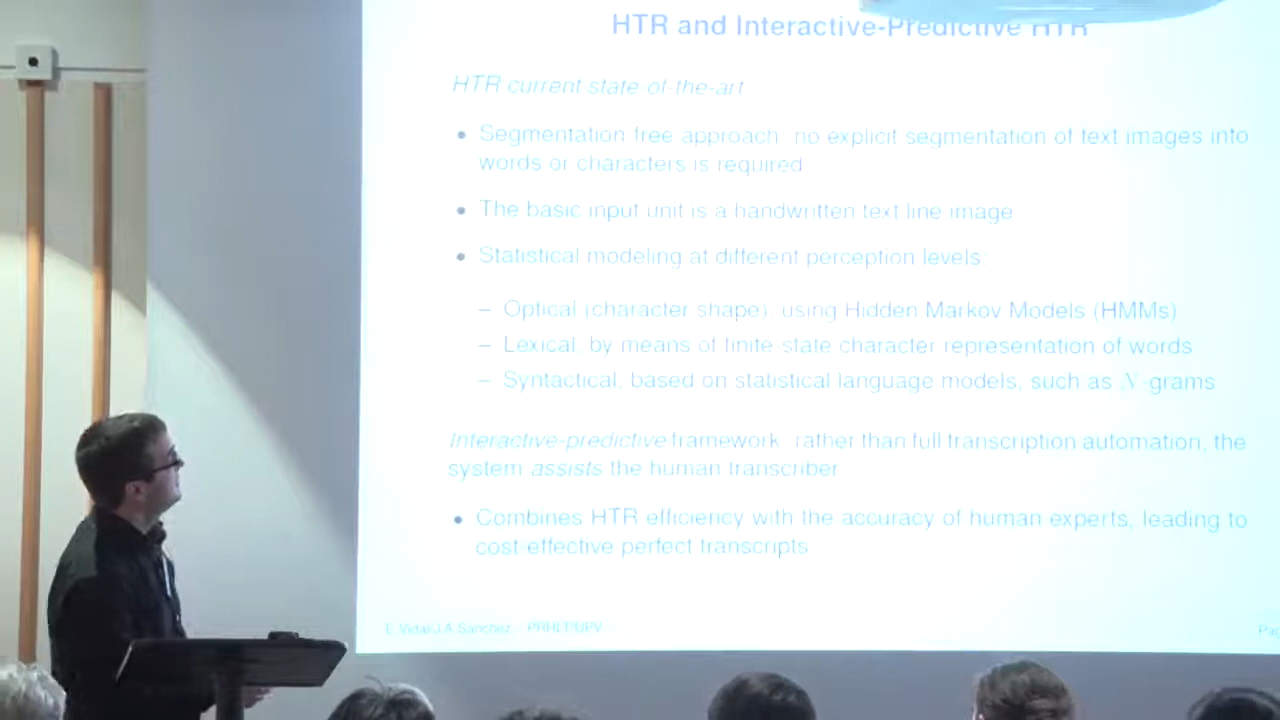 HTR and Interactive-Predictive HTR
HTR current state-of-the-art
• Segmentation free approach: no explicit segmentation of text images into
words or characters is required
• The basic input unit is a handwritten text line image
• Statistical modeling at different perception levels:
– Optical (character shape), using Hidden Markov Models (HMMs)
– Lexical, by means of finite state character representation of words
– Syntactical, based on statistical language models, such as N-grams
Interactive-predictive framework: rather than full transcription automation, the
system assists the human transcriber
• Combines HTR efficiency with the accuracy of human experts, leading to
cost-effective perfect transcripts
E. Vidal/J.A. Sánchez – PRHLT/UPV